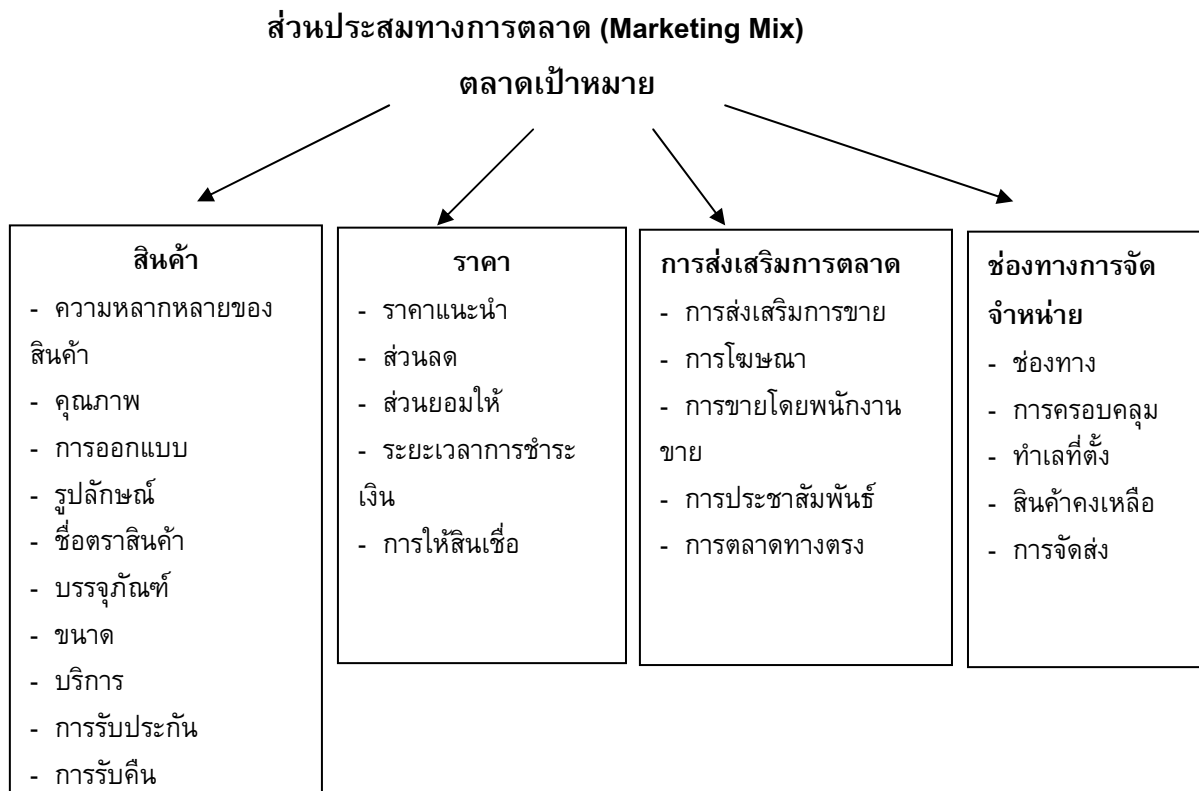 ส่วนประสมทางการตลาด (Marketing Mix)
ตลาดเป้าหมาย
สินค้า
- ความหลากหลายของ
สินค้า
- คุณภาพ
- การออกแบบ
- รูปลักษณ์
- ชื่อตราสินค้า
- บรรจุภัณฑ์
- ขนาด
- บริการ
- การรับประกัน
- การรับคืน
ราคา
- ราคาแนะนำ
- ส่วนลด
- ส่วนยอมให้
- ระยะเวลาการชำระ
เงิน
- การให้สินเชื่อ
การส่งเสริมการตลาด
- การส่งเสริมการขาย
- การโฆษณา
- การขายโดยพนักงาน
ขาย
- การประชาสัมพันธ์
- การตลาดทางตรง
ช่องทางการจัด
จำหน่าย
- ช่องทาง
- การครอบคลุม
- ทำเลที่ตั้ง
- สินค้าคงเหลือ
- การจัดส่ง